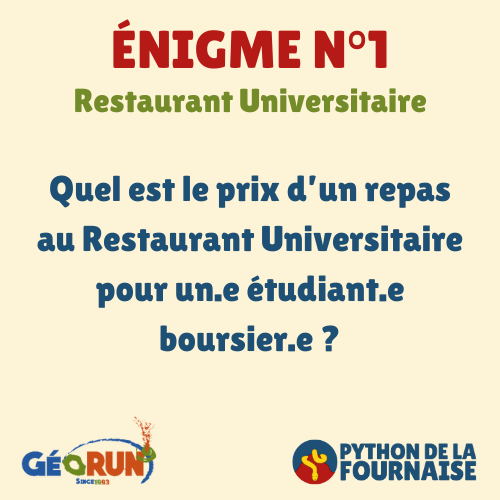 ÉNIGME N°1
Restaurant Universitaire
Quel est le prix d'un repas
au Restaurant Universitaire
pour un.e étudiant.e
boursier.e ?
GÉORUN
SINCE1993
PYTHON DE LA
FOURNAISE